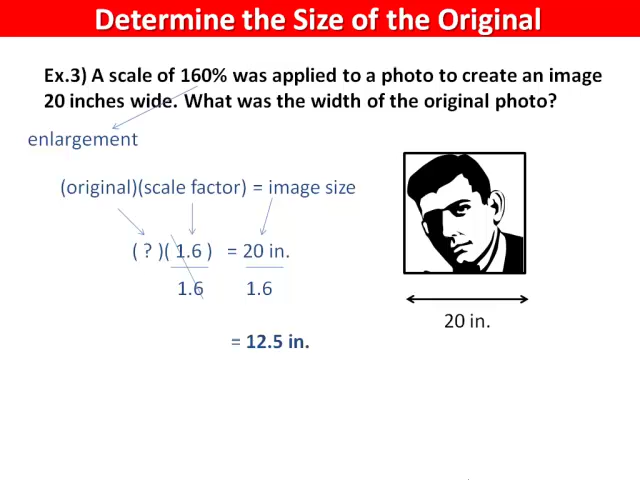 Determine the Size of the Original
Ex.3) A scale of 160% was applied to a photo to create an image
20 inches wide. What was the width of the original photo?
enlargement
(original)(scale factor) = image size
( ? )( 1.6 ) = 20 in.
1.6 1.6
= 12.5 in.
20 in.